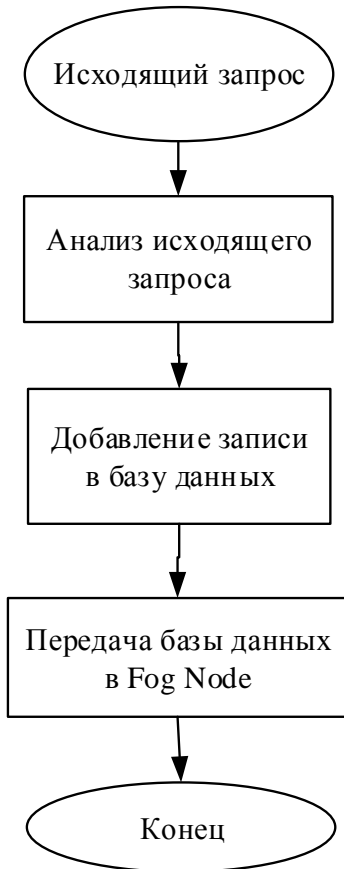 Исходящий запрос
Анализ исходящего
запроса
Добавление записи
в базу данных
Передача базы данных
в Fog Node
Конец